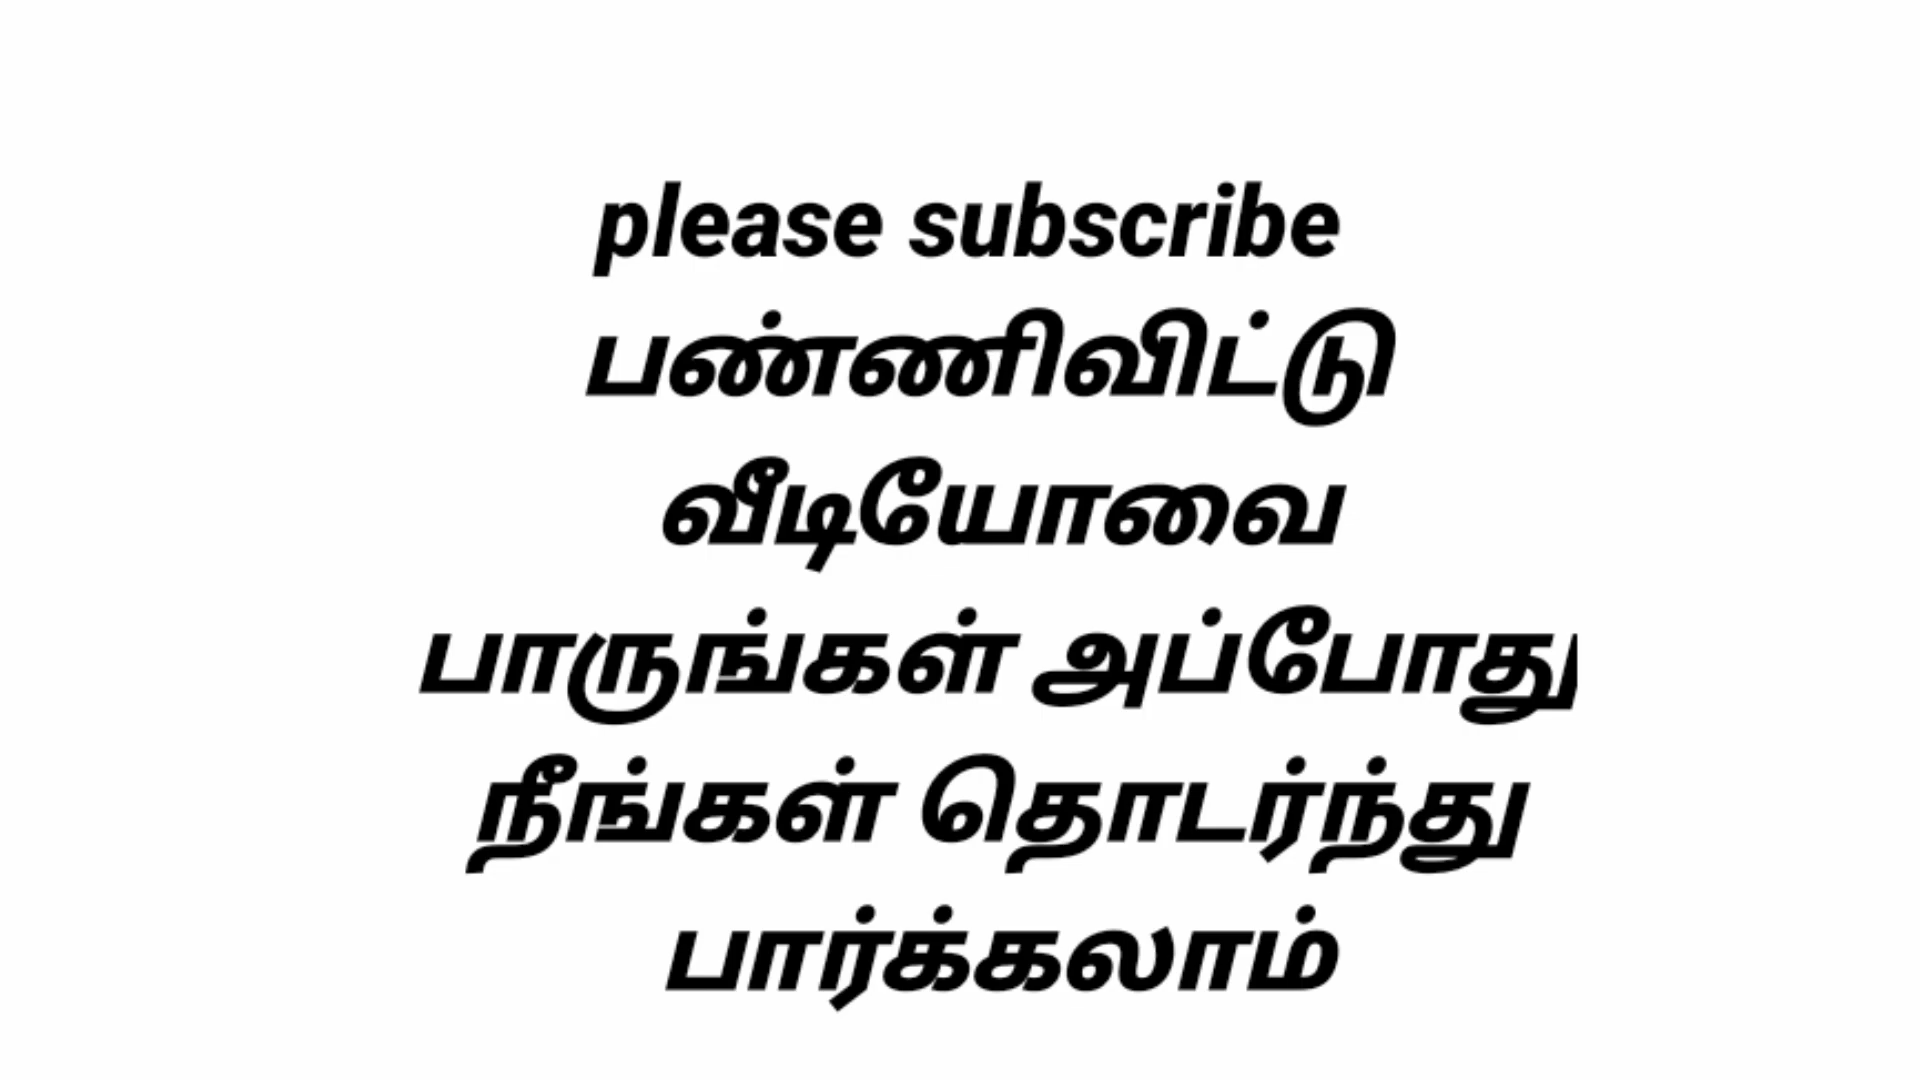 please subscribe
பண்ணிவிட்டு
வீடியோவை
பாருங்கள் அப்போது
நீங்கள் தொடர்ந்து
பார்க்கலாம்